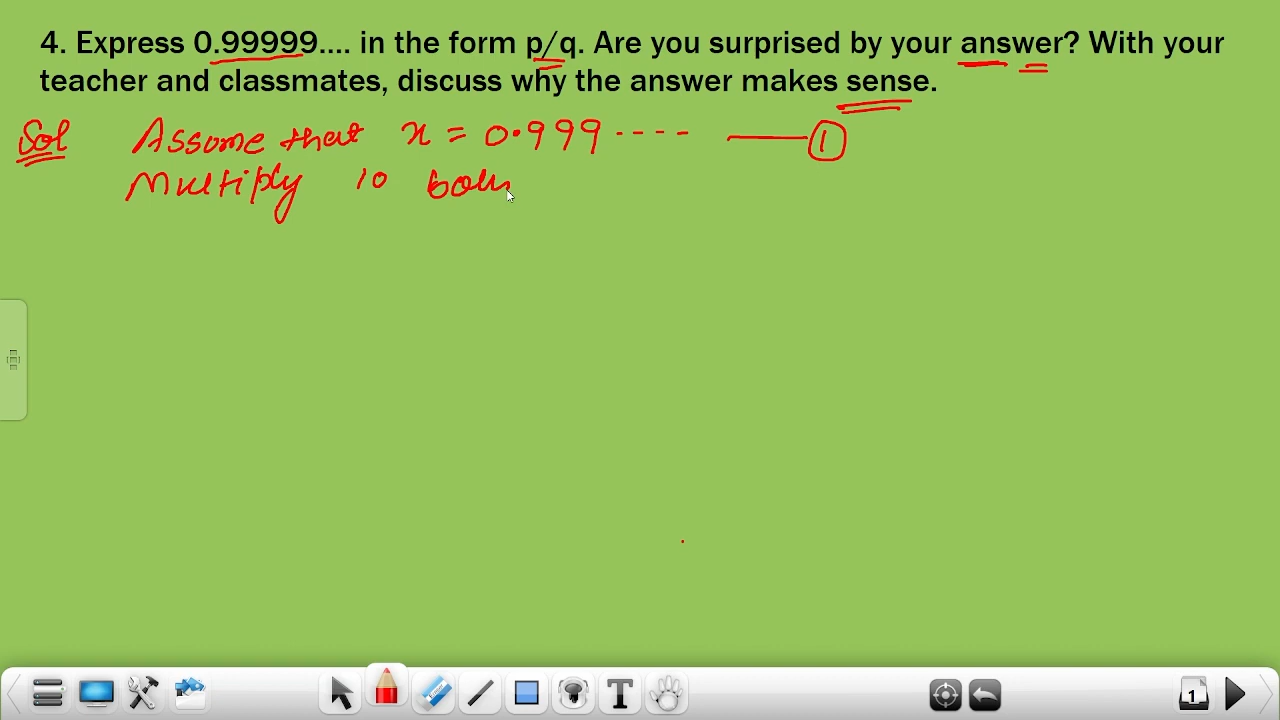 4. Express 0.99999.... in the form p/q. Are you surprised by your answer? With your
teacher and classmates, discuss why the answer makes sense.
Sol Assume that x = 0.999---- ——①
Multiply 10 both
T
1